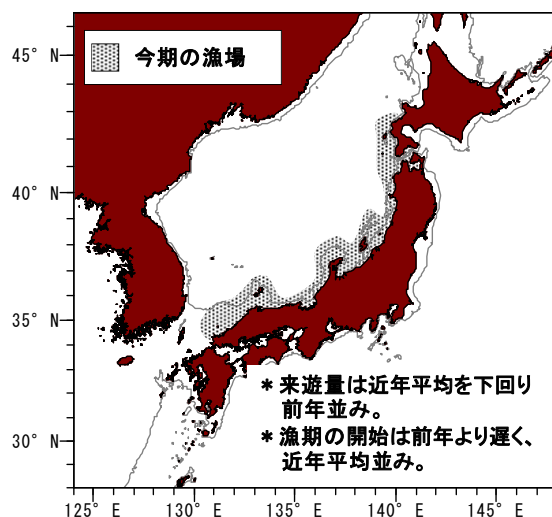 今期の漁場
45° N
40° N
35° N
30° N
＊来遊量は近年平均を下回り
前年並み。
＊漁期の開始は前年より遅く、
近年平均並み。
125° E 130° E 135° E 140° E 145° E